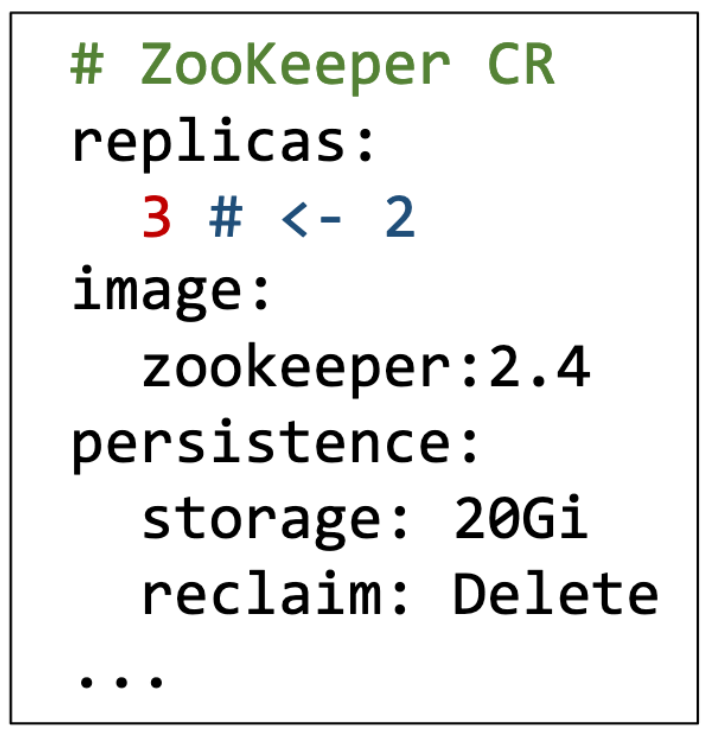 # ZooKeeper CR
replicas:
  3 # <- 2
image:
  zookeeper:2.4
persistence:
  storage: 20Gi
  reclaim: Delete
...